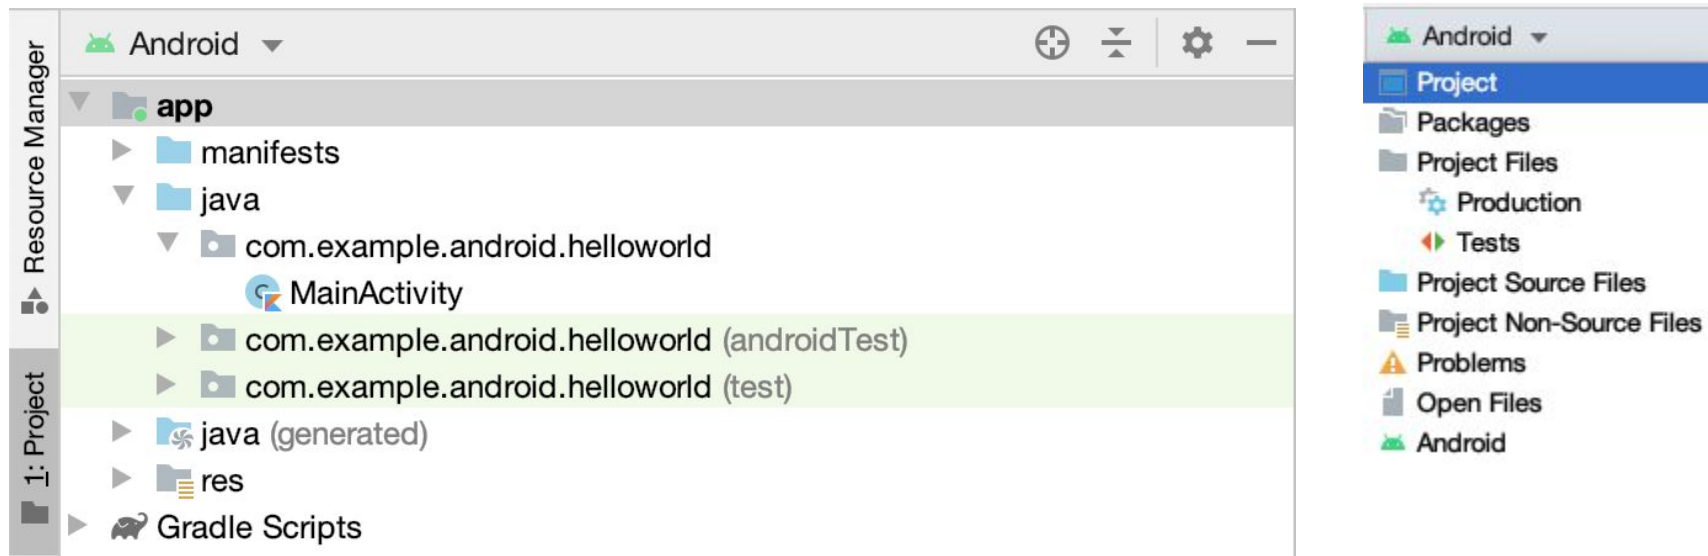 Resource Manager
1: Project
Android
app
manifests
java
com.example.android.helloworld
MainActivity
com.example.android.helloworld (androidTest)
com.example.android.helloworld (test)
java (generated)
res
Gradle Scripts
Android
Project
Packages
Project Files
Production
Tests
Project Source Files
Project Non-Source Files
Problems
Open Files
Android